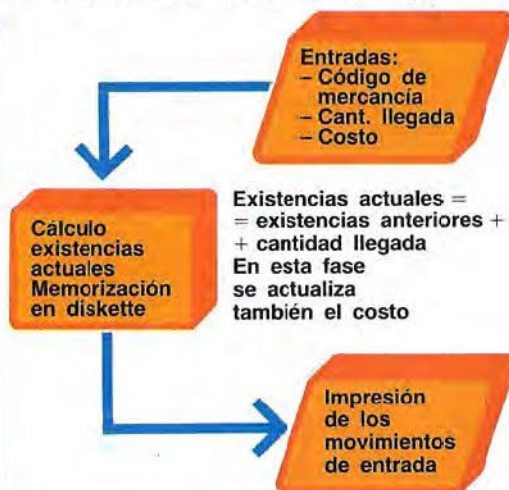 Entradas:
– Código de
mercancía
– Cant. llegada
– Costo
Cálculo
existencias
actuales
Memorización
en diskette
Existencias actuales =
= existencias anteriores +
+ cantidad llegada
En esta fase
se actualiza
también el costo
Impresión
de los
movimientos
de entrada